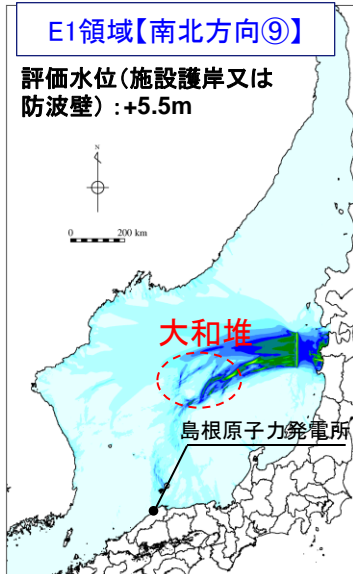 E1領域【南北方向⑨】
評価水位(施設護岸又は
防波壁）:+5.5m
N
0 200 km
大和堆
島根原子力発電所